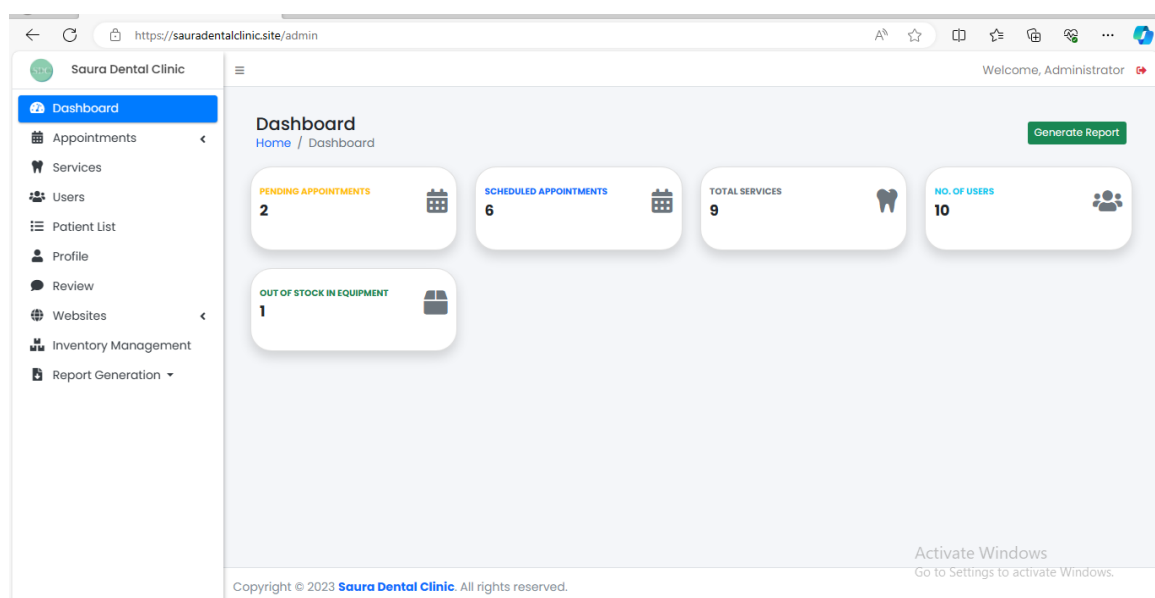 https://sauradentalclinic.site/admin
Saura Dental Clinic
Welcome, Administrator
Dashboard
Appointments
Services
Users
Patient List
Profile
Review
Websites
Inventory Management
Report Generation
Dashboard
Home / Dashboard
Generate Report
PENDING APPOINTMENTS
2
SCHEDULED APPOINTMENTS
6
TOTAL SERVICES
9
NO. OF USERS
10
OUT OF STOCK IN EQUIPMENT
1
Activate Windows
Go to Settings to activate Windows.
Copyright © 2023 Saura Dental Clinic. All rights reserved.